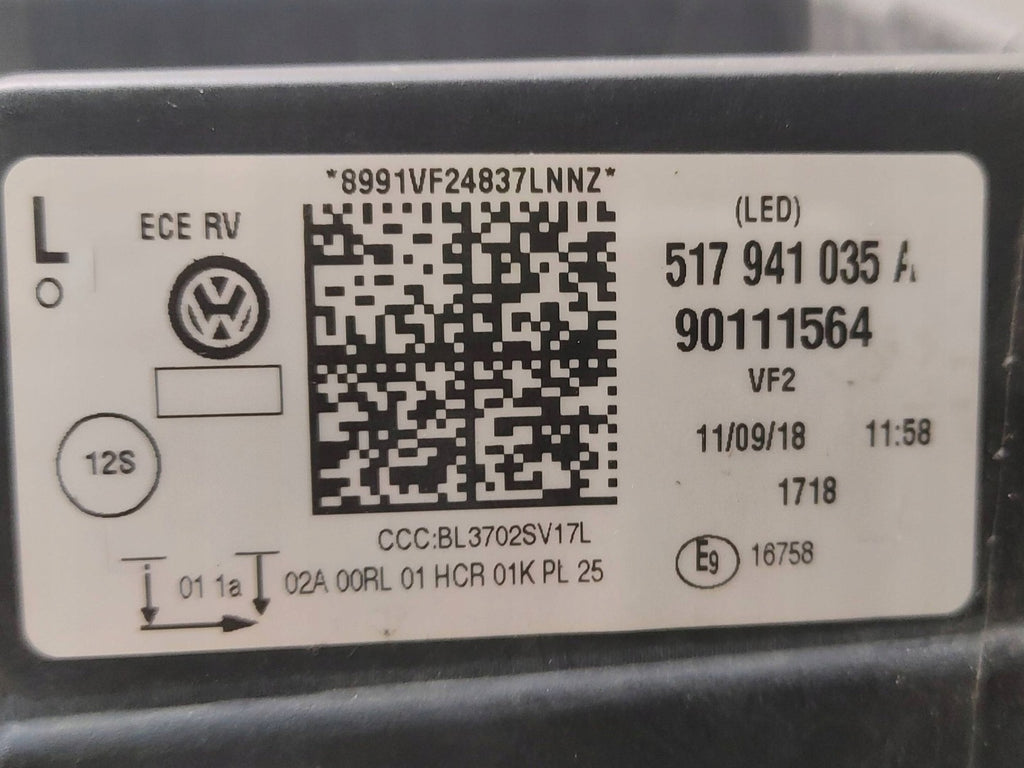 *8991VF24837LNNZ*
L
ECE RV
(LED)
517 941 035 A
90111564
VF2
11/09/18 11:58
12S
1718
CCC:BL3702SV17L
E9 16758
01 1a 02A 00RL 01 HCR 01K PL 25